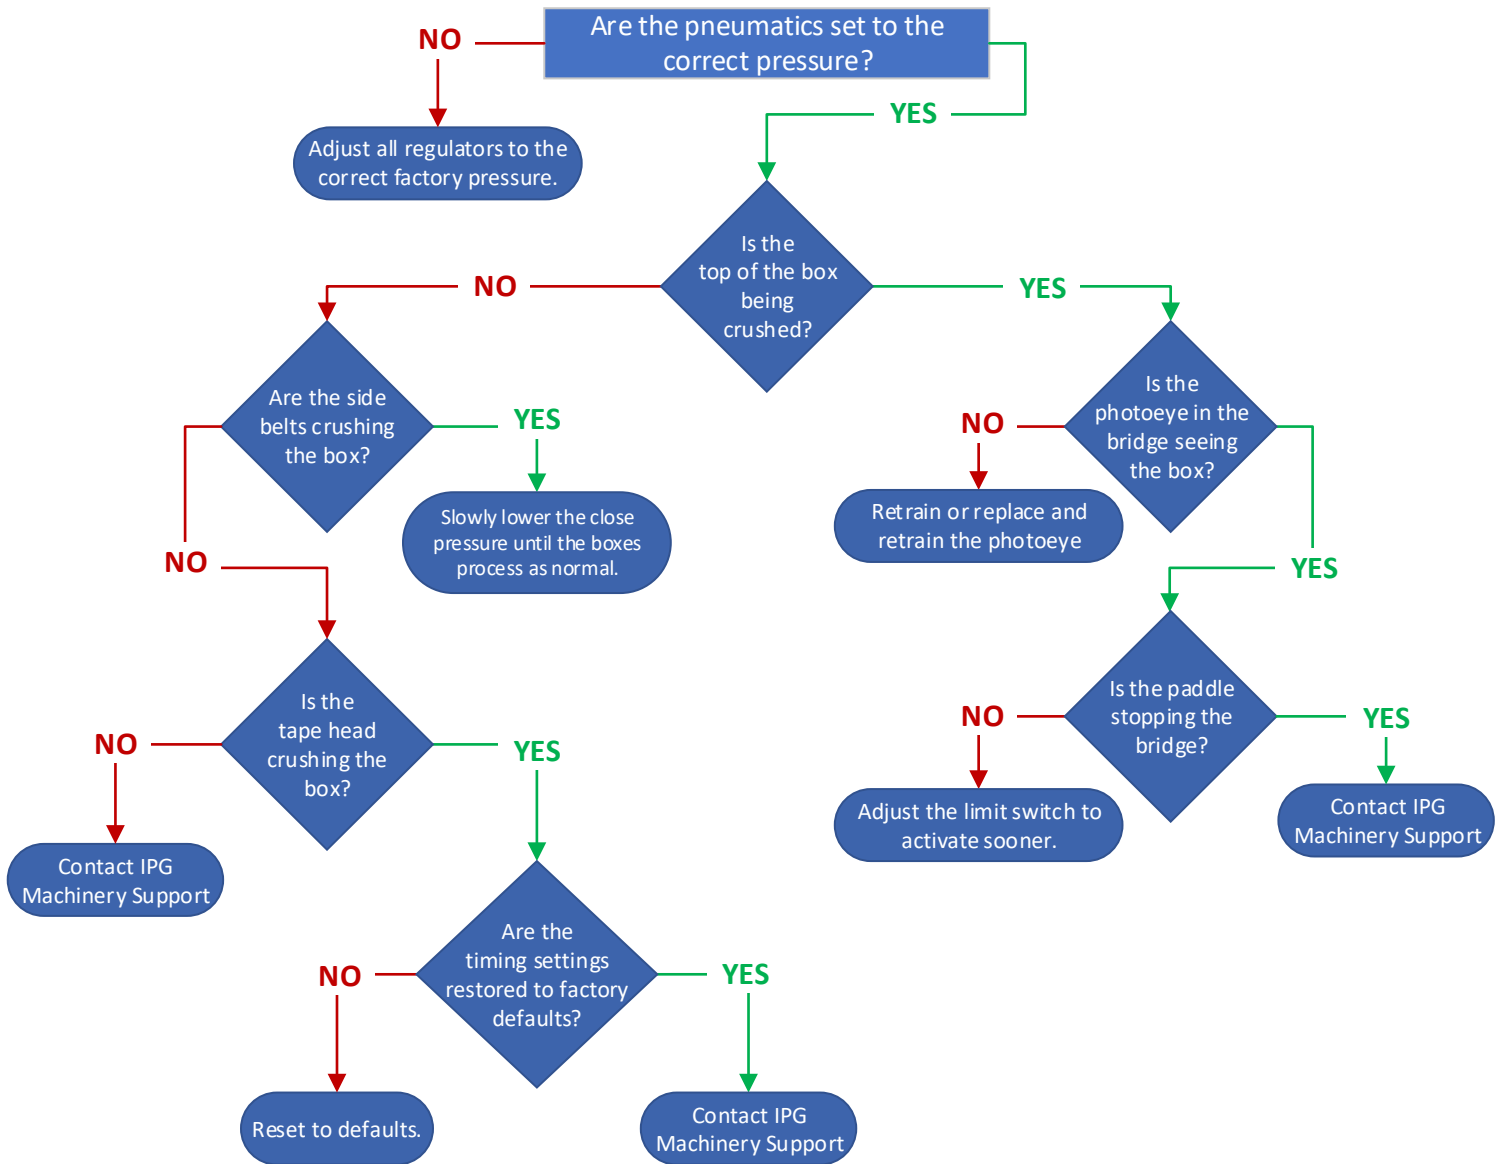 Are the pneumatics set to the
correct pressure?
NO
YES
Adjust all regulators to the
correct factory pressure.
Is the
top of the box
being
crushed?
NO
YES
Are the side
belts crushing
the box?
YES
NO
Slowly lower the close
pressure until the boxes
process as normal.
Is the
photoeye in the
bridge seeing
the box?
NO
YES
Retrain or replace and
retrain the photoeye
Is the
tape head
crushing the
box?
NO
YES
Contact IPG
Machinery Support
Is the paddle
stopping the
bridge?
NO
YES
Adjust the limit switch to
activate sooner.
Contact IPG
Machinery Support
Are the
timing settings
restored to factory
defaults?
NO
YES
Reset to defaults.
Contact IPG
Machinery Support